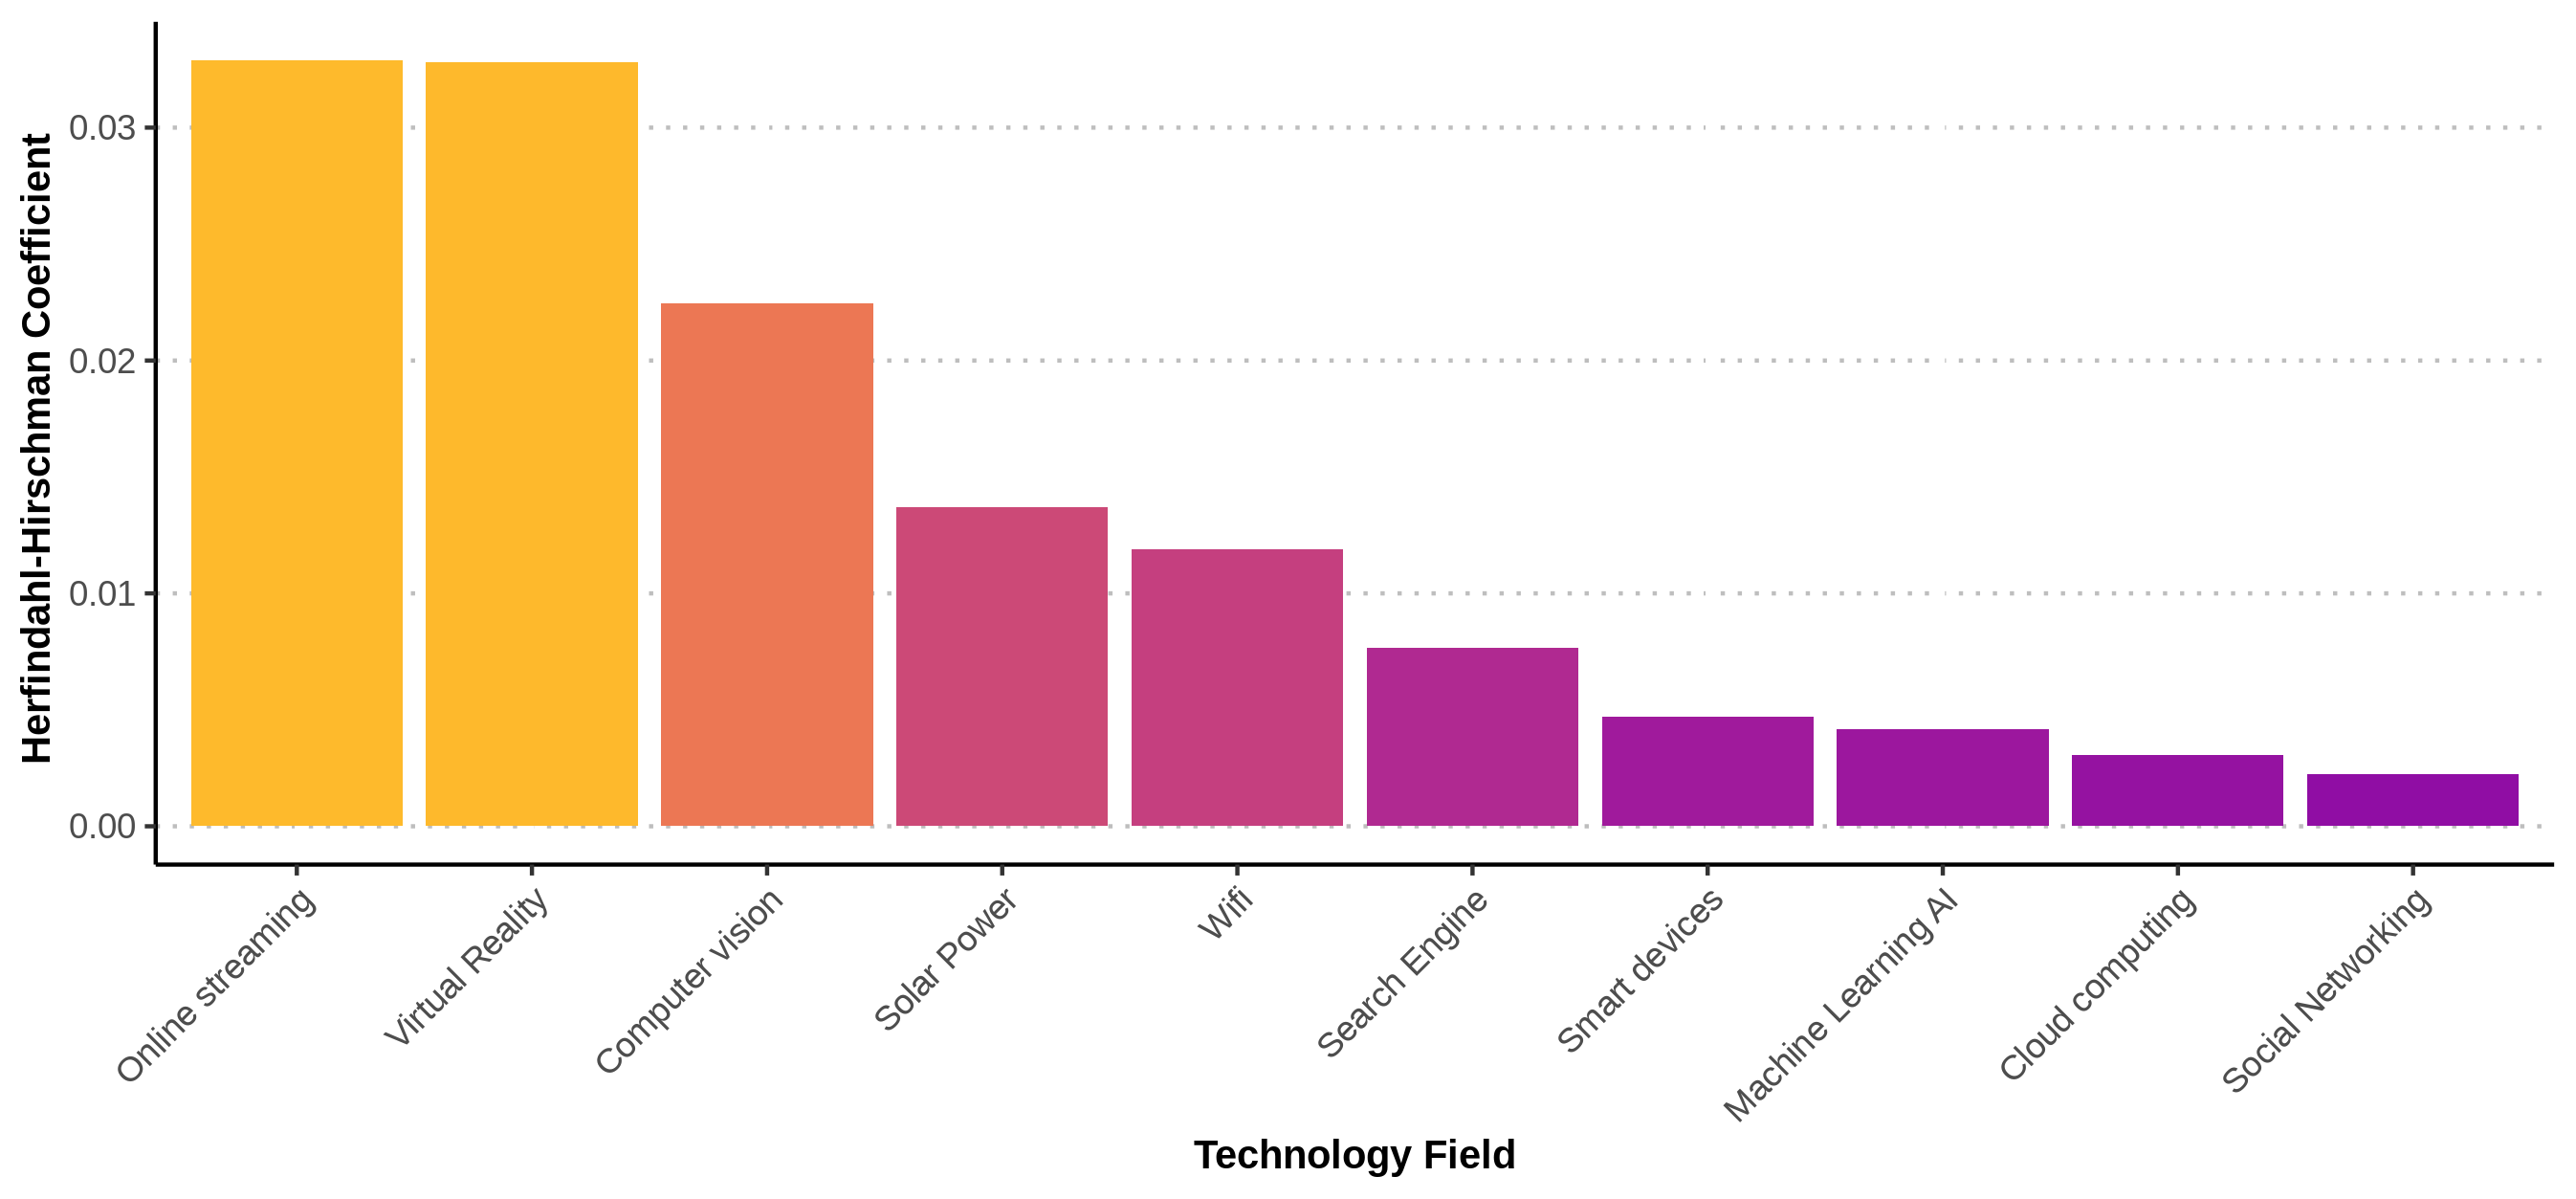 Herfindahl-Hirschman Coefficient
0.03
0.02
0.01
0.00
Online streaming
Virtual Reality
Computer vision
Solar Power
Wifi
Search Engine
Smart devices
Machine Learning AI
Cloud computing
Social Networking
Technology Field